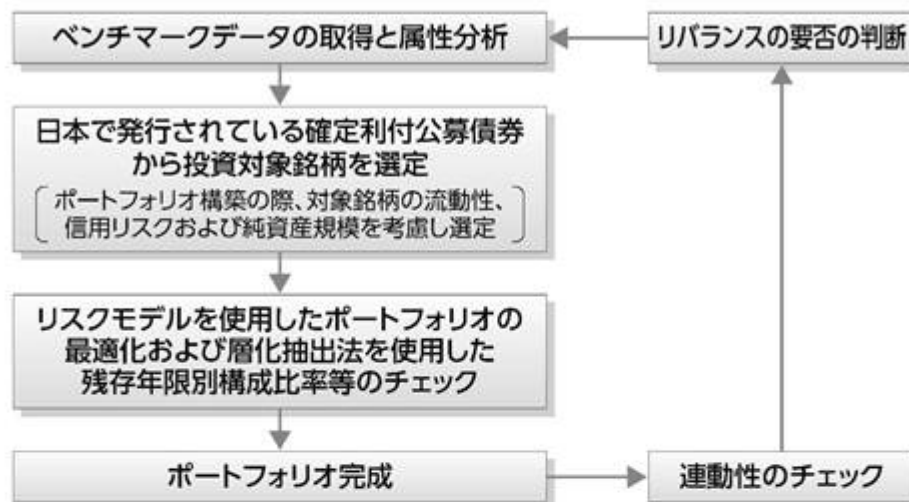 ベンチマークデータの取得と属性分析
リバランスの要否の判断
日本で発行されている確定利付公募債券
から投資対象銘柄を選定
ポートフォリオ構築の際、対象銘柄の流動性、
信用リスクおよび純資産規模を考慮し選定
リスクモデルを使用したポートフォリオの
最適化および層化抽出法を使用した
残存年限別構成比率等のチェック
ポートフォリオ完成
連動性のチェック